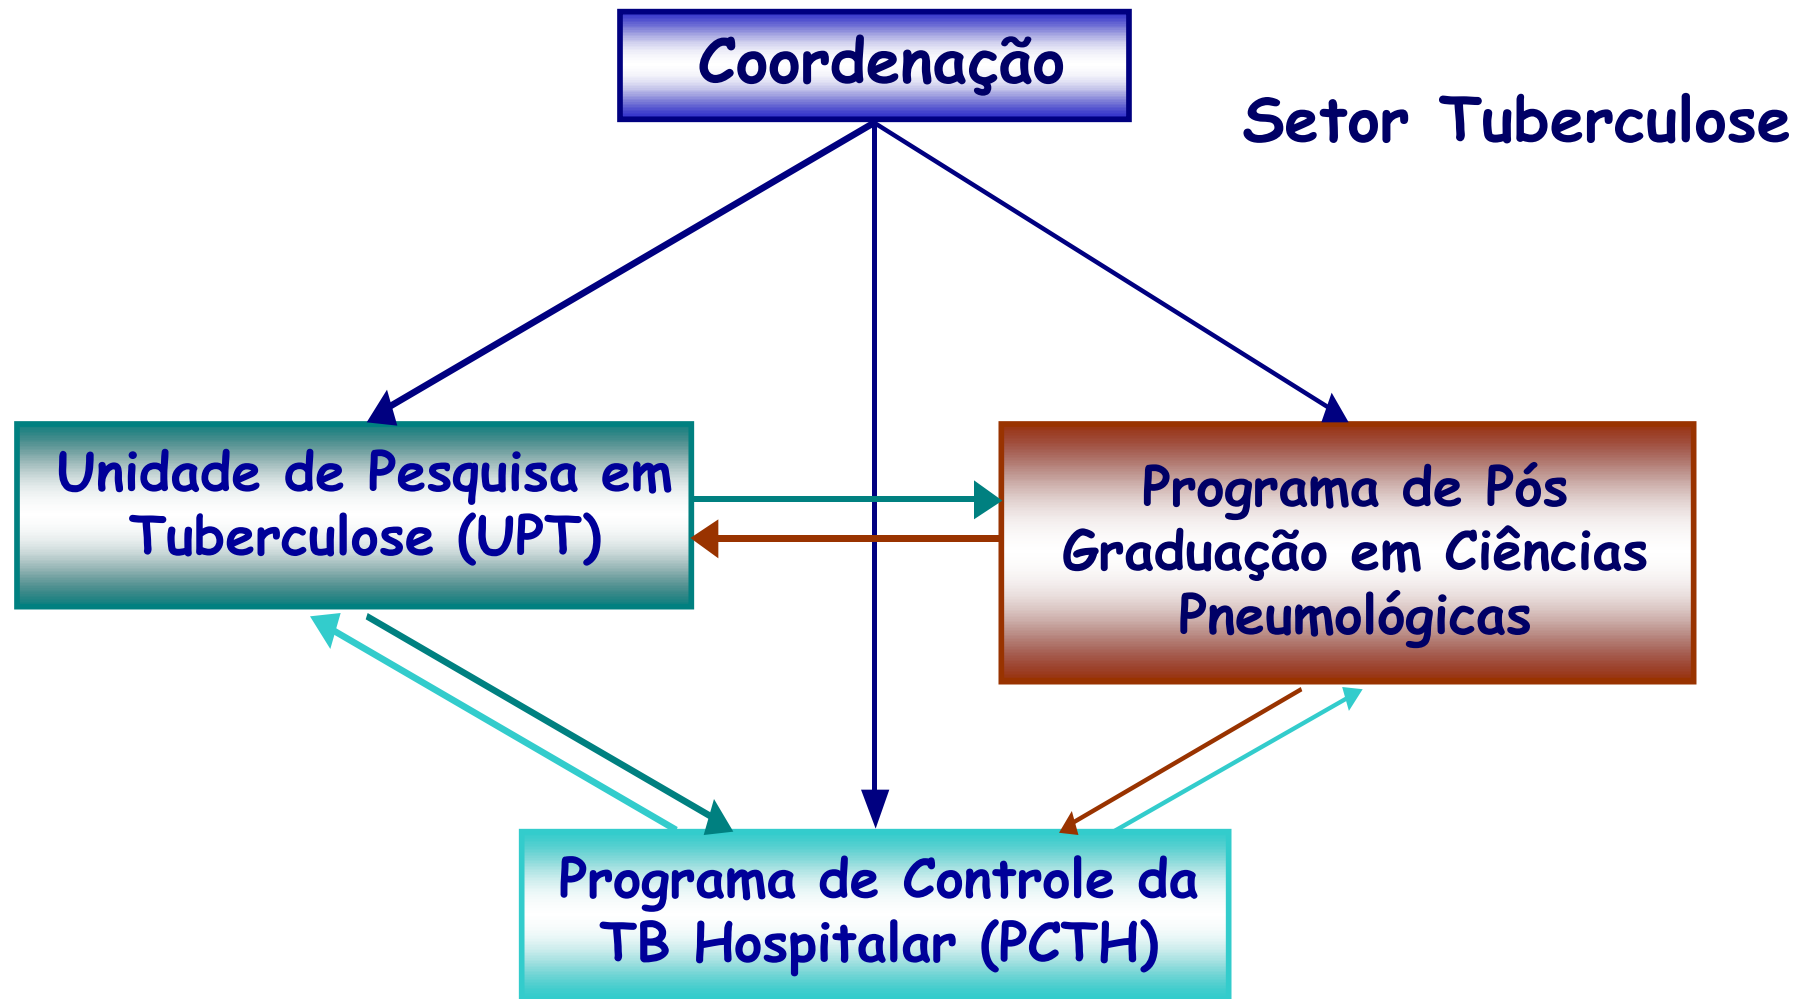 Coordenação
Setor Tuberculose
Unidade de Pesquisa em
Tuberculose (UPT)
Programa de Pós
Graduação em Ciências
Pneumológicas
Programa de Controle da
TB Hospitalar (PCTH)